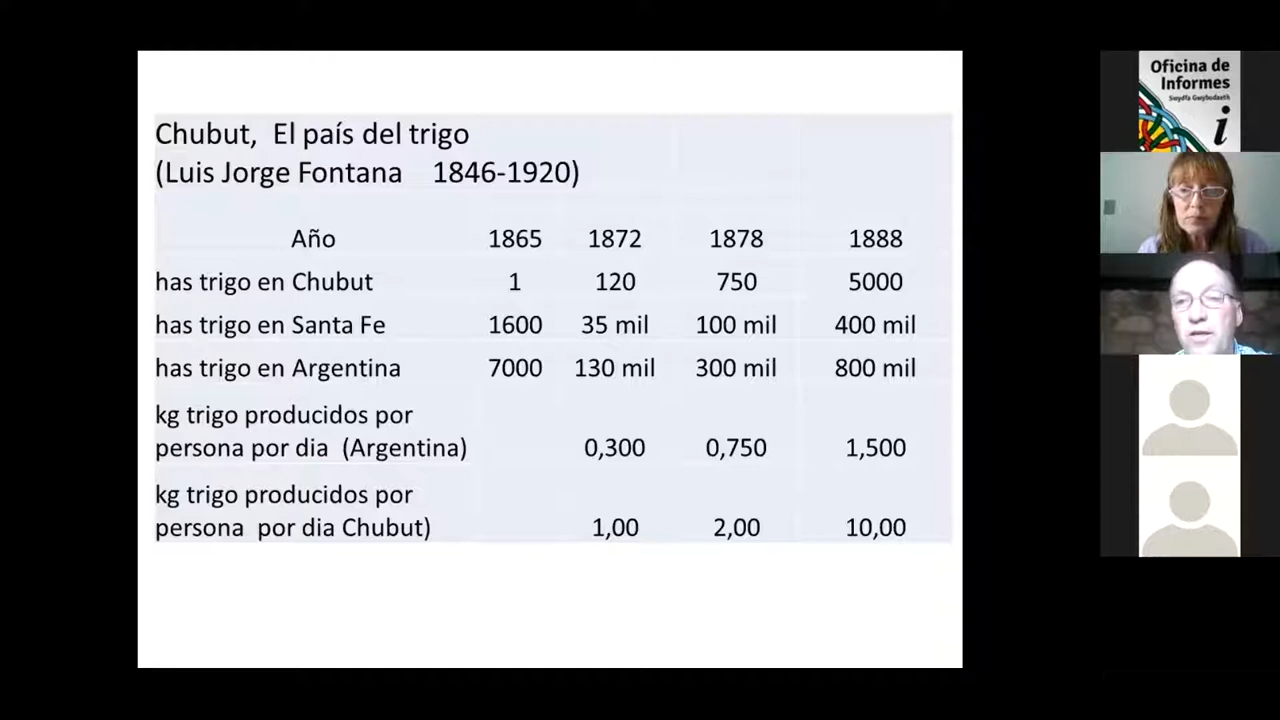 Chubut, El país del trigo
(Luis Jorge Fontana 1846-1920)
Año 1865 1872 1878 1888
has trigo en Chubut 1 120 750 5000
has trigo en Santa Fe 1600 35 mil 100 mil 400 mil
has trigo en Argentina 7000 130 mil 300 mil 800 mil
kg trigo producidos por
persona por dia (Argentina) 0,300 0,750 1,500
kg trigo producidos por
persona por dia Chubut) 1,00 2,00 10,00
Oficina de
Informes
Swydfa Gwybodaeth
i